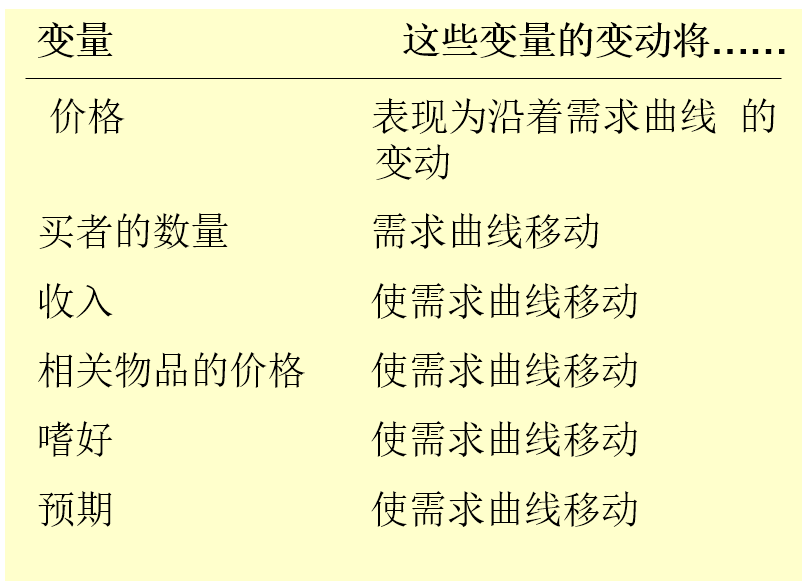 变量 这些变量的变动将……
价格 表现为沿着需求曲线 的
变动
买者的数量 需求曲线移动
收入 使需求曲线移动
相关物品的价格 使需求曲线移动
嗜好 使需求曲线移动
预期 使需求曲线移动